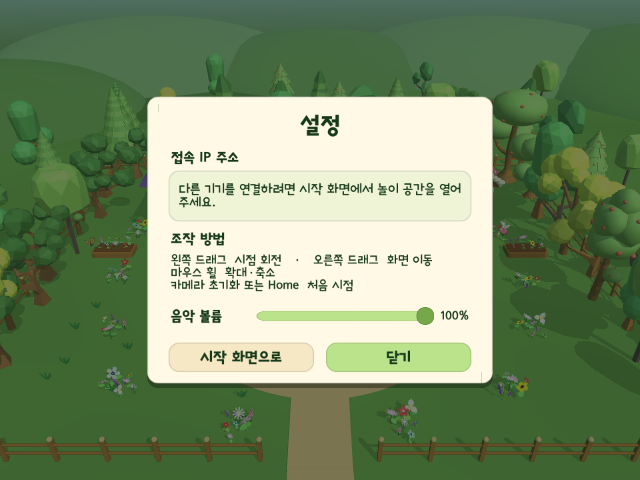 설정
접속 IP 주소
다른 기기를 연결하려면 시작 화면에서 놀이 공간을 열어
주세요.
조작 방법
왼쪽 드래그 시점 회전 · 오른쪽 드래그 화면 이동
마우스 휠 확대·축소
카메라 초기화 또는 Home 처음 시점
음악 볼륨 100%
시작 화면으로 닫기